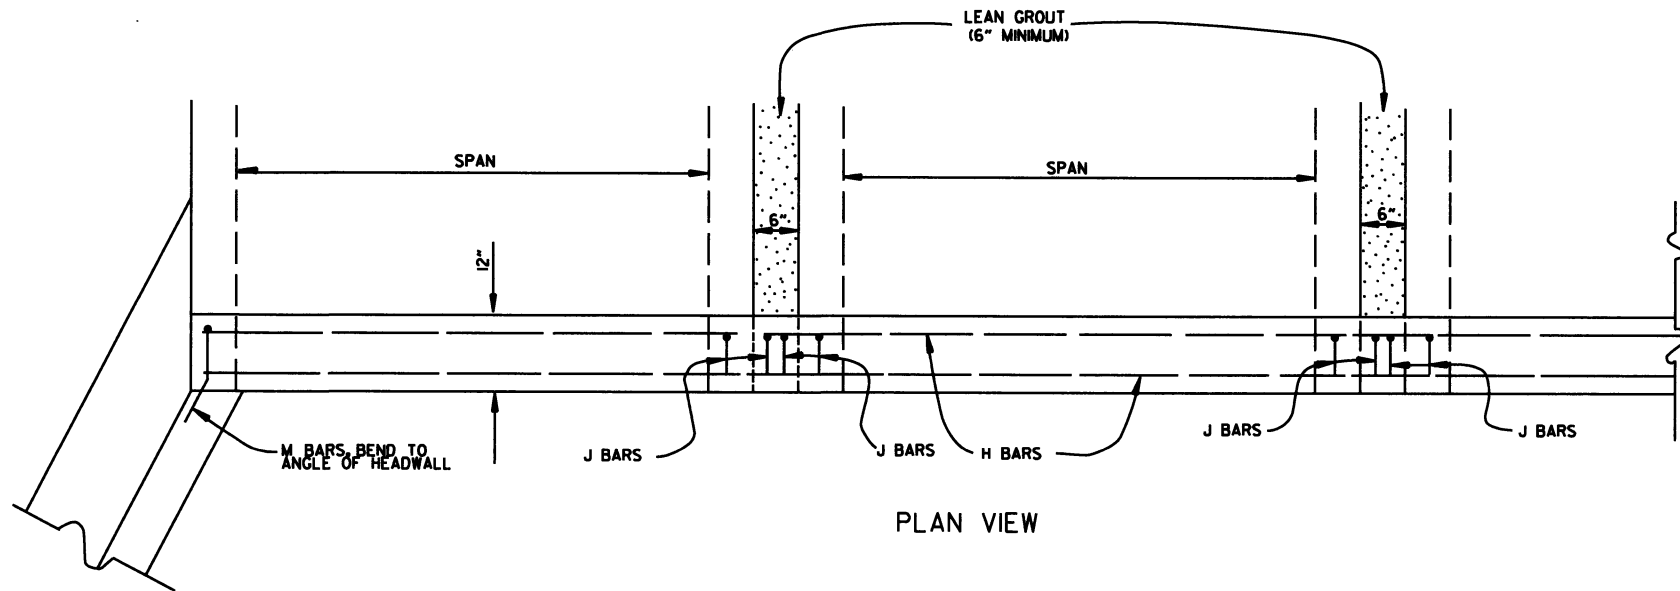 LEAN GROUT
(6" MINIMUM)
SPAN
SPAN
6"
6"
12"
M BARS, BEND TO
ANGLE OF HEADWALL
J BARS
J BARS
H BARS
J BARS
J BARS
PLAN VIEW